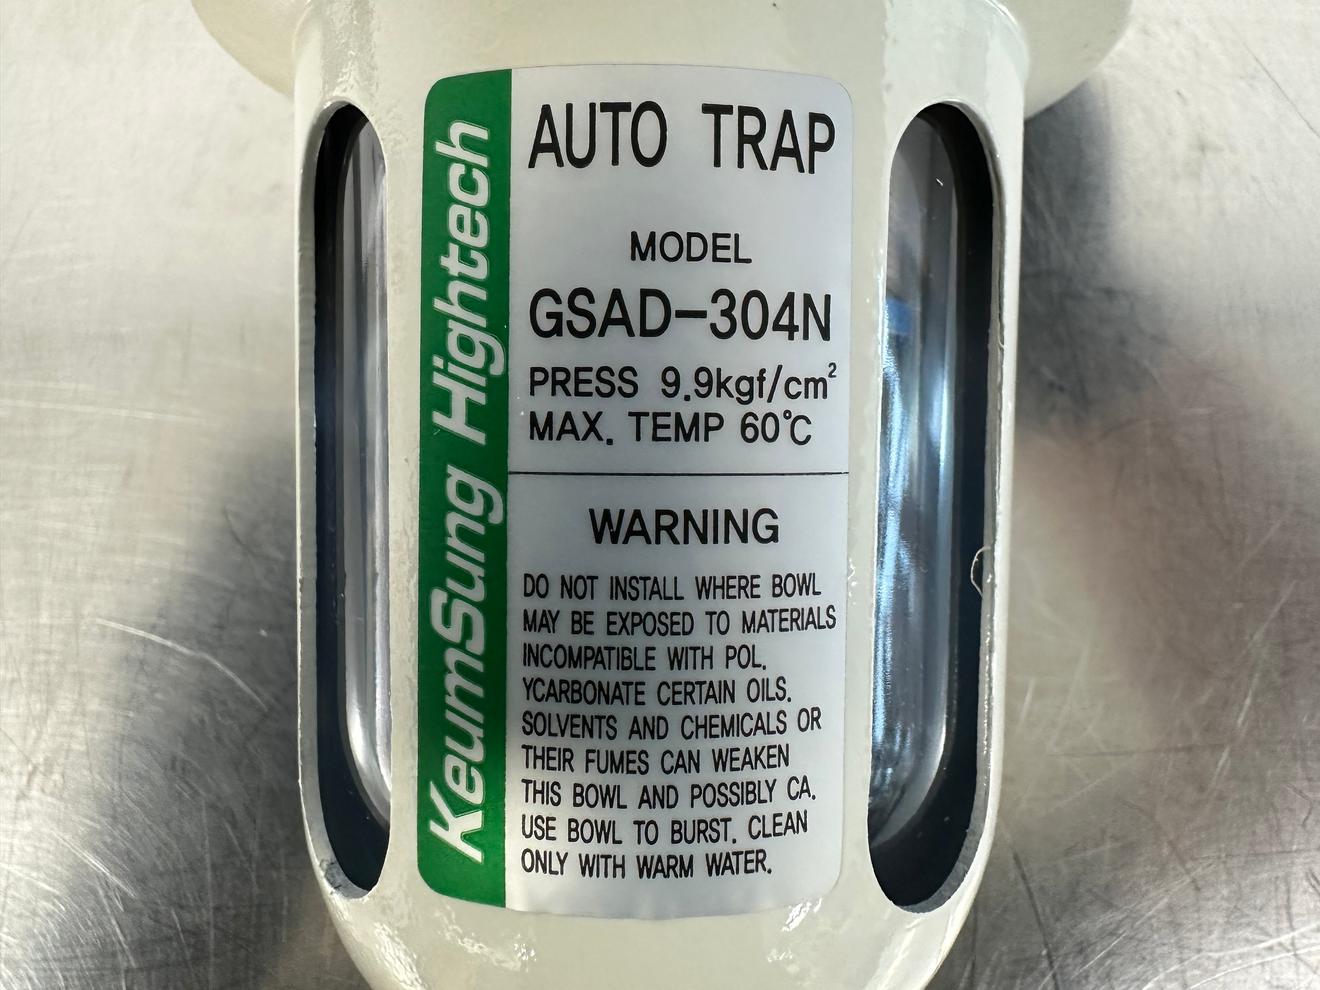 KeumSung Hightech
AUTO TRAP
MODEL
GSAD-304N
PRESS 9.9kgf/cm²
MAX. TEMP 60°C
WARNING
DO NOT INSTALL WHERE BOWL
MAY BE EXPOSED TO MATERIALS
INCOMPATIBLE WITH POL.
YCARBONATE CERTAIN OILS.
SOLVENTS AND CHEMICALS OR
THEIR FUMES CAN WEAKEN
THIS BOWL AND POSSIBLY CA.
USE BOWL TO BURST. CLEAN
ONLY WITH WARM WATER.